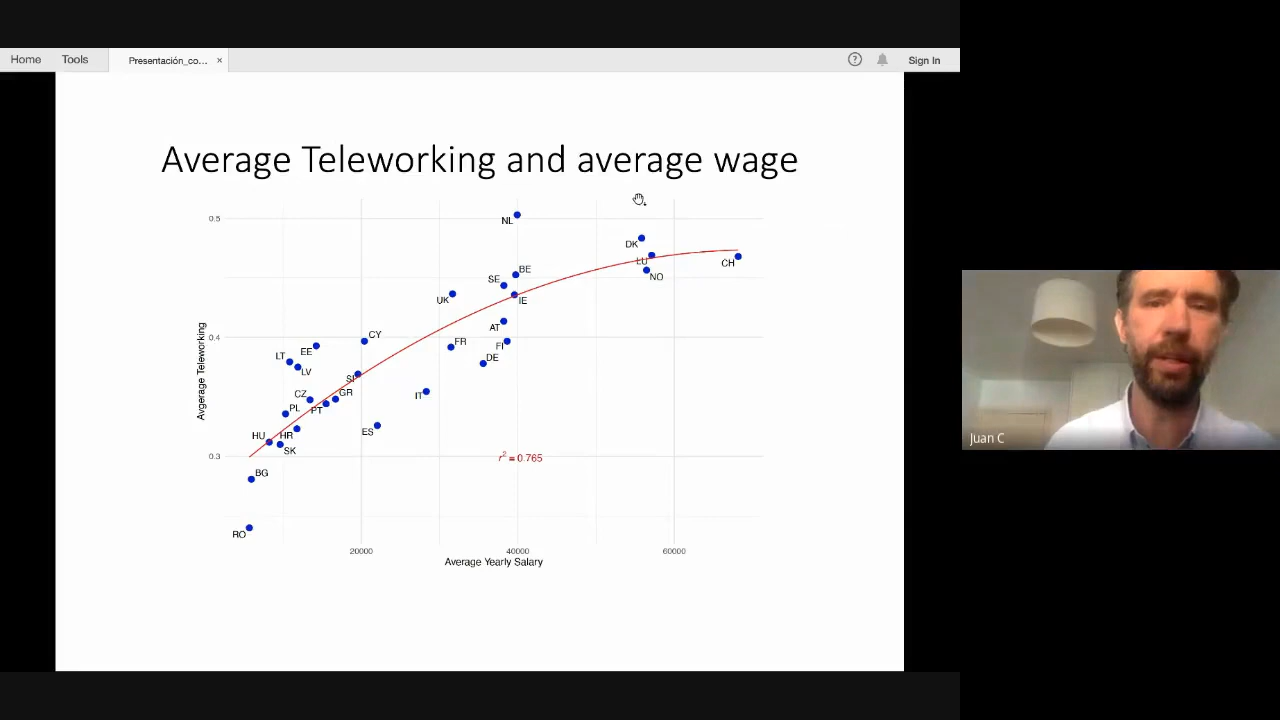 Home Tools Presentación_co... × ? Sign In
Average Teleworking and average wage
0.5
0.4
0.3
Avgerage Teleworking
NL
DK
LU
NO
CH
BE
SE
IE
UK
AT
FI
FR
DE
CY
EE
LT
LV
SI
IT
CZ
GR
PL
PT
ES
HU
HR
SK
BG
RO
r² = 0.765
20000 40000 60000
Average Yearly Salary
Juan C